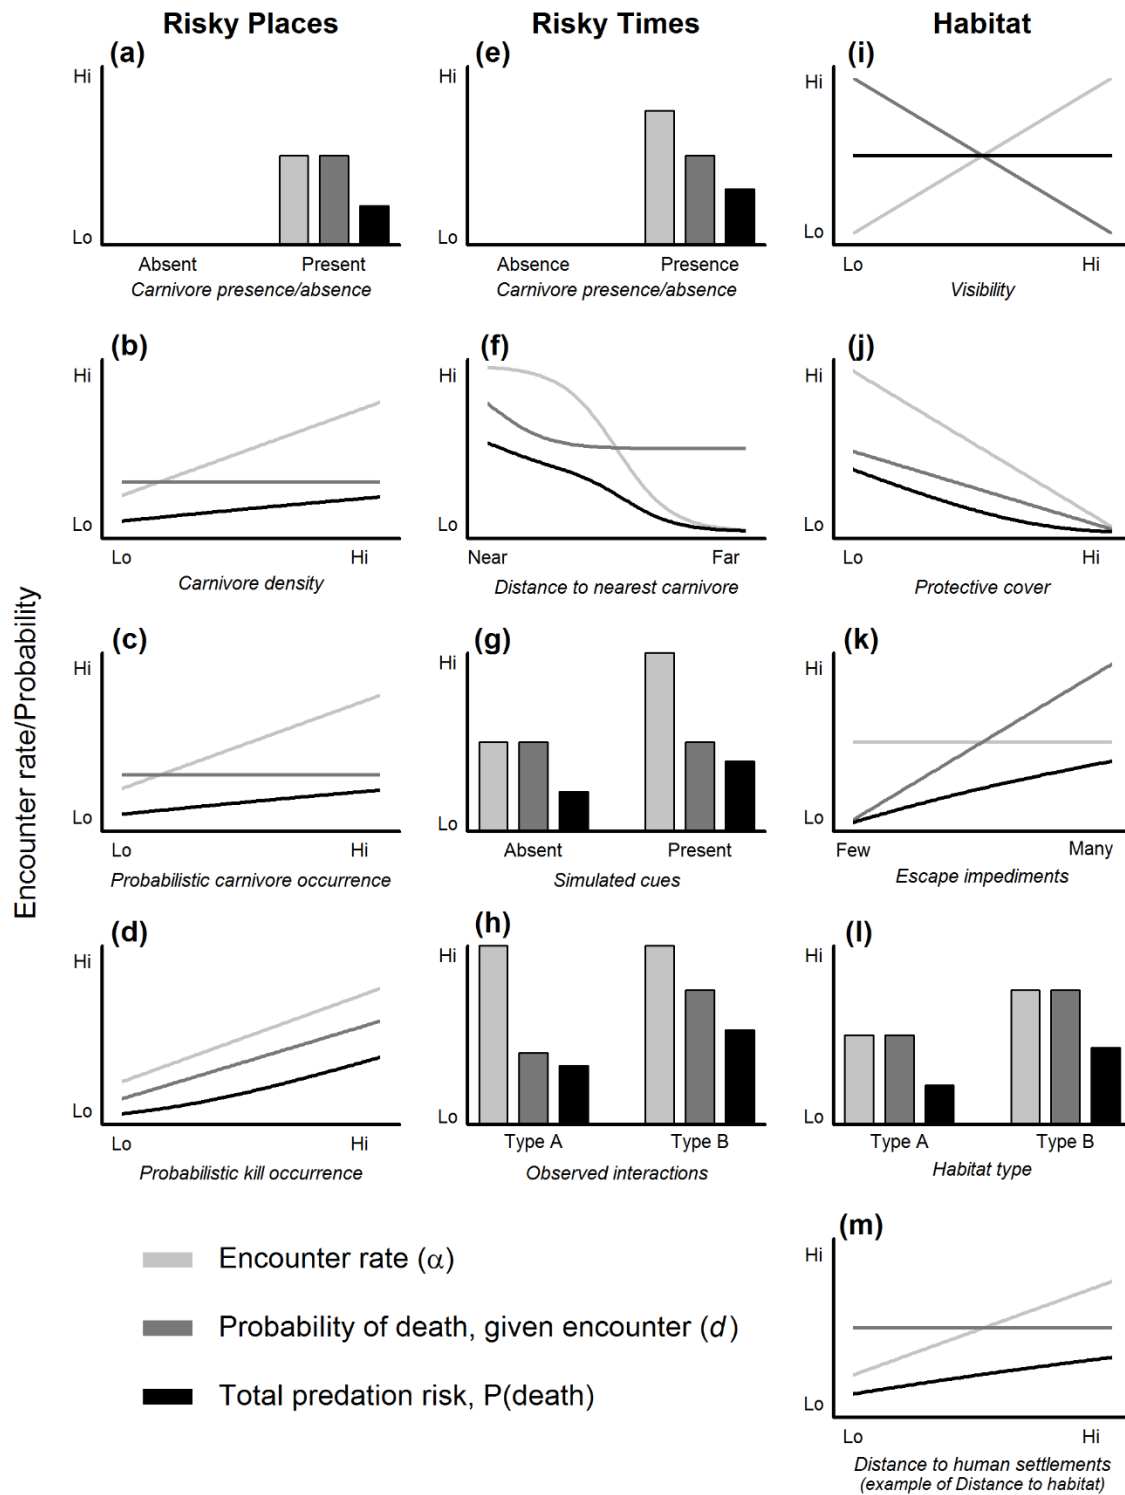 Risky Places
Risky Times
Habitat
Encounter rate/Probability
(a)
Hi
Lo
Absent
Present
Carnivore presence/absence
(e)
Hi
Lo
Absence
Presence
Carnivore presence/absence
(i)
Hi
Lo
Lo
Hi
Visibility
(b)
Hi
Lo
Lo
Hi
Carnivore density
(f)
Hi
Lo
Near
Far
Distance to nearest carnivore
(j)
Hi
Lo
Lo
Hi
Protective cover
(c)
Hi
Lo
Lo
Hi
Probabilistic carnivore occurrence
(g)
Hi
Lo
Absent
Present
Simulated cues
(k)
Hi
Lo
Few
Many
Escape impediments
(d)
Hi
Lo
Lo
Hi
Probabilistic kill occurrence
(h)
Hi
Lo
Type A
Type B
Observed interactions
(l)
Hi
Lo
Type A
Type B
Habitat type
(m)
Hi
Lo
Lo
Hi
Distance to human settlements
(example of Distance to habitat)
Encounter rate (α)
Probability of death, given encounter (d)
Total predation risk, P(death)